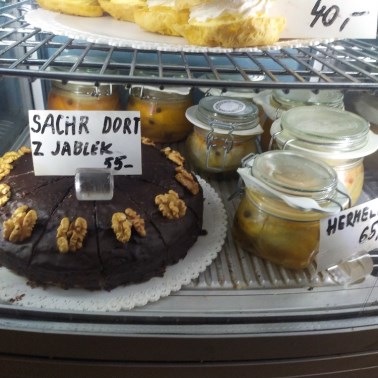 40,-
SACHR DORT
Z JABLEK
55-
HERMEL
65,